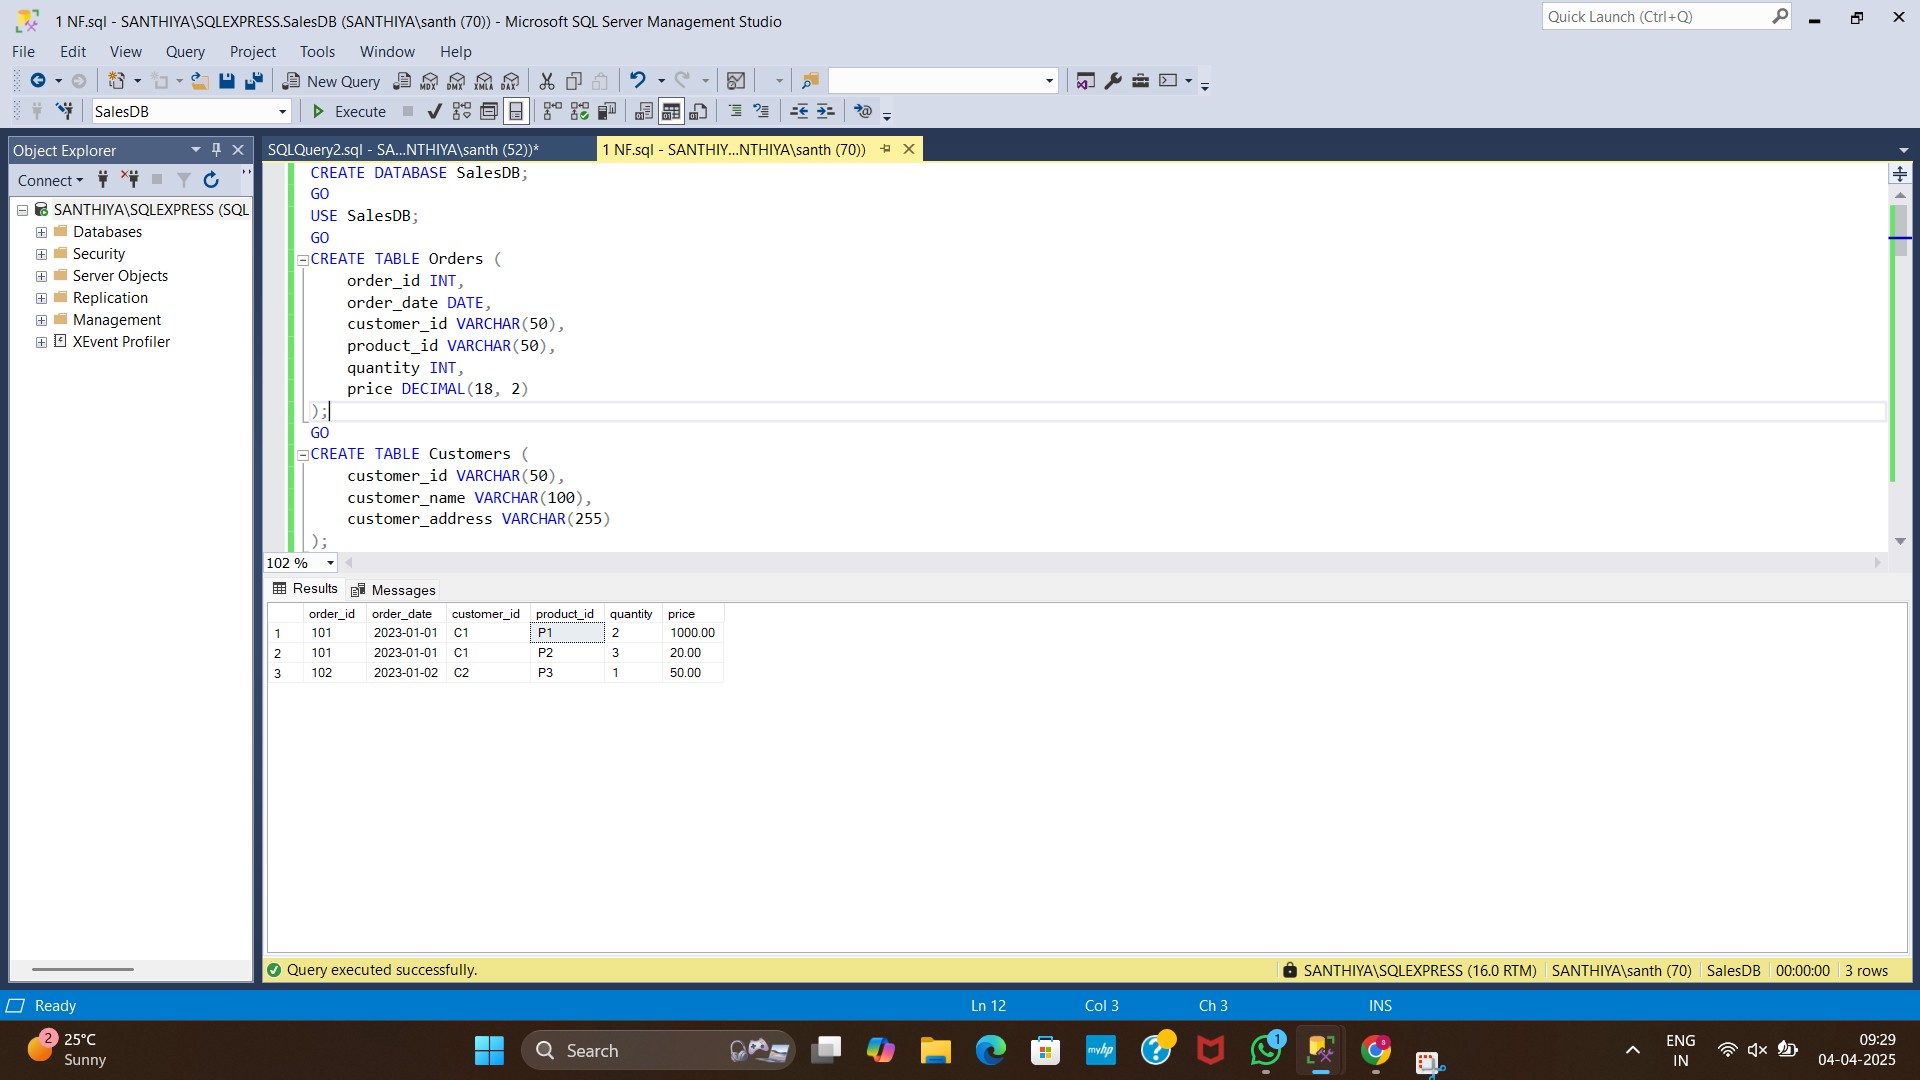 1 NF.sql - SANTHIYA\SQLEXPRESS.SalesDB (SANTHIYA\santh (70)) - Microsoft SQL Server Management Studio
Quick Launch (Ctrl+Q)
File Edit View Query Project Tools Window Help
New Query MDX DMX XMLA DAX
SalesDB Execute
Object Explorer
SQLQuery2.sql - SA...NTHIYA\santh (52))*
1 NF.sql - SANTHIY...NTHIYA\santh (70))
Connect
SANTHIYA\SQLEXPRESS (SQL
Databases
Security
Server Objects
Replication
Management
XEvent Profiler
CREATE DATABASE SalesDB;
GO
USE SalesDB;
GO
CREATE TABLE Orders (
order_id INT,
order_date DATE,
customer_id VARCHAR(50),
product_id VARCHAR(50),
quantity INT,
price DECIMAL(18, 2)
);
GO
CREATE TABLE Customers (
customer_id VARCHAR(50),
customer_name VARCHAR(100),
customer_address VARCHAR(255)
);
102 %
Results Messages
order_id order_date customer_id product_id quantity price
1 101 2023-01-01 C1 P1 2 1000.00
2 101 2023-01-01 C1 P2 3 20.00
3 102 2023-01-02 C2 P3 1 50.00
Query executed successfully.
SANTHIYA\SQLEXPRESS (16.0 RTM) SANTHIYA\santh (70) SalesDB 00:00:00 3 rows
Ready Ln 12 Col 3 Ch 3 INS
2
25°C
Sunny
Search
myhp
1
ENG
IN
09:29
04-04-2025